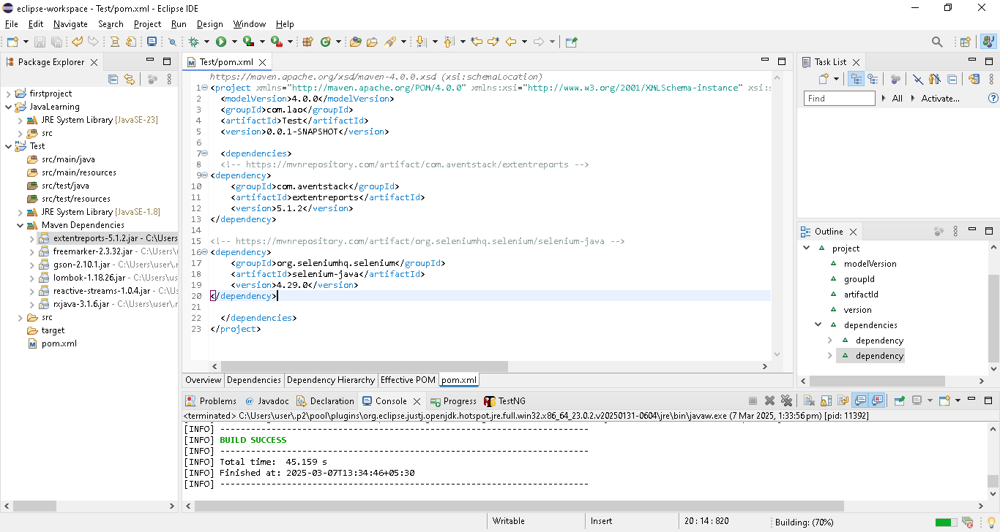 eclipse-workspace - Test/pom.xml - Eclipse IDE
File Edit Navigate Search Project Run Design Window Help
Package Explorer
firstproject
JavaLearning
JRE System Library [JavaSE-23]
src
Test
src/main/java
src/main/resources
src/test/java
src/test/resources
JRE System Library [JavaSE-1.8]
Maven Dependencies
extentreports-5.1.2.jar - C:\Users
freemarker-2.3.32.jar - C:\Users\
gson-2.10.1.jar - C:\Users\user\.
lombok-1.18.26.jar - C:\Users\us
reactive-streams-1.0.4.jar - C:\Us
rxjava-3.1.6.jar - C:\Users\user\.r
src
target
pom.xml
Test/pom.xml
https://maven.apache.org/xsd/maven-4.0.0.xsd (xsi:schemaLocation)
1 <project xmlns="http://maven.apache.org/POM/4.0.0" xmlns:xsi="http://www.w3.org/2001/XMLSchema-instance" xsi:s
2 <modelVersion>4.0.0</modelVersion>
3 <groupId>com.lao</groupId>
4 <artifactId>Test</artifactId>
5 <version>0.0.1-SNAPSHOT</version>
6
7 <dependencies>
8 <!-- https://mvnrepository.com/artifact/com.aventstack/extentreports -->
9 <dependency>
10 <groupId>com.aventstack</groupId>
11 <artifactId>extentreports</artifactId>
12 <version>5.1.2</version>
13 </dependency>
14
15 <!-- https://mvnrepository.com/artifact/org.seleniumhq.selenium/selenium-java -->
16 <dependency>
17 <groupId>org.seleniumhq.selenium</groupId>
18 <artifactId>selenium-java</artifactId>
19 <version>4.29.0</version>
20 </dependency>
21
22 </dependencies>
23 </project>
Overview Dependencies Dependency Hierarchy Effective POM pom.xml
Task List
Find All Activate...
Outline
project
modelVersion
groupId
artifactId
version
dependencies
dependency
dependency
Problems Javadoc Declaration Console Progress TestNG
<terminated> C:\Users\user\.p2\pool\plugins\org.eclipse.justj.openjdk.hotspot.jre.full.win32.x86_64_23.0.2.v20250131-0604\jre\bin\javaw.exe (7 Mar 2025, 1:33:56 pm) [pid: 11392]
[INFO] ------------------------------------------------------------------------
[INFO] BUILD SUCCESS
[INFO] ------------------------------------------------------------------------
[INFO] Total time:  45.159 s
[INFO] Finished at: 2025-03-07T13:34:46+05:30
[INFO] ------------------------------------------------------------------------
Writable Insert 20 : 14 : 820 Building: (70%)